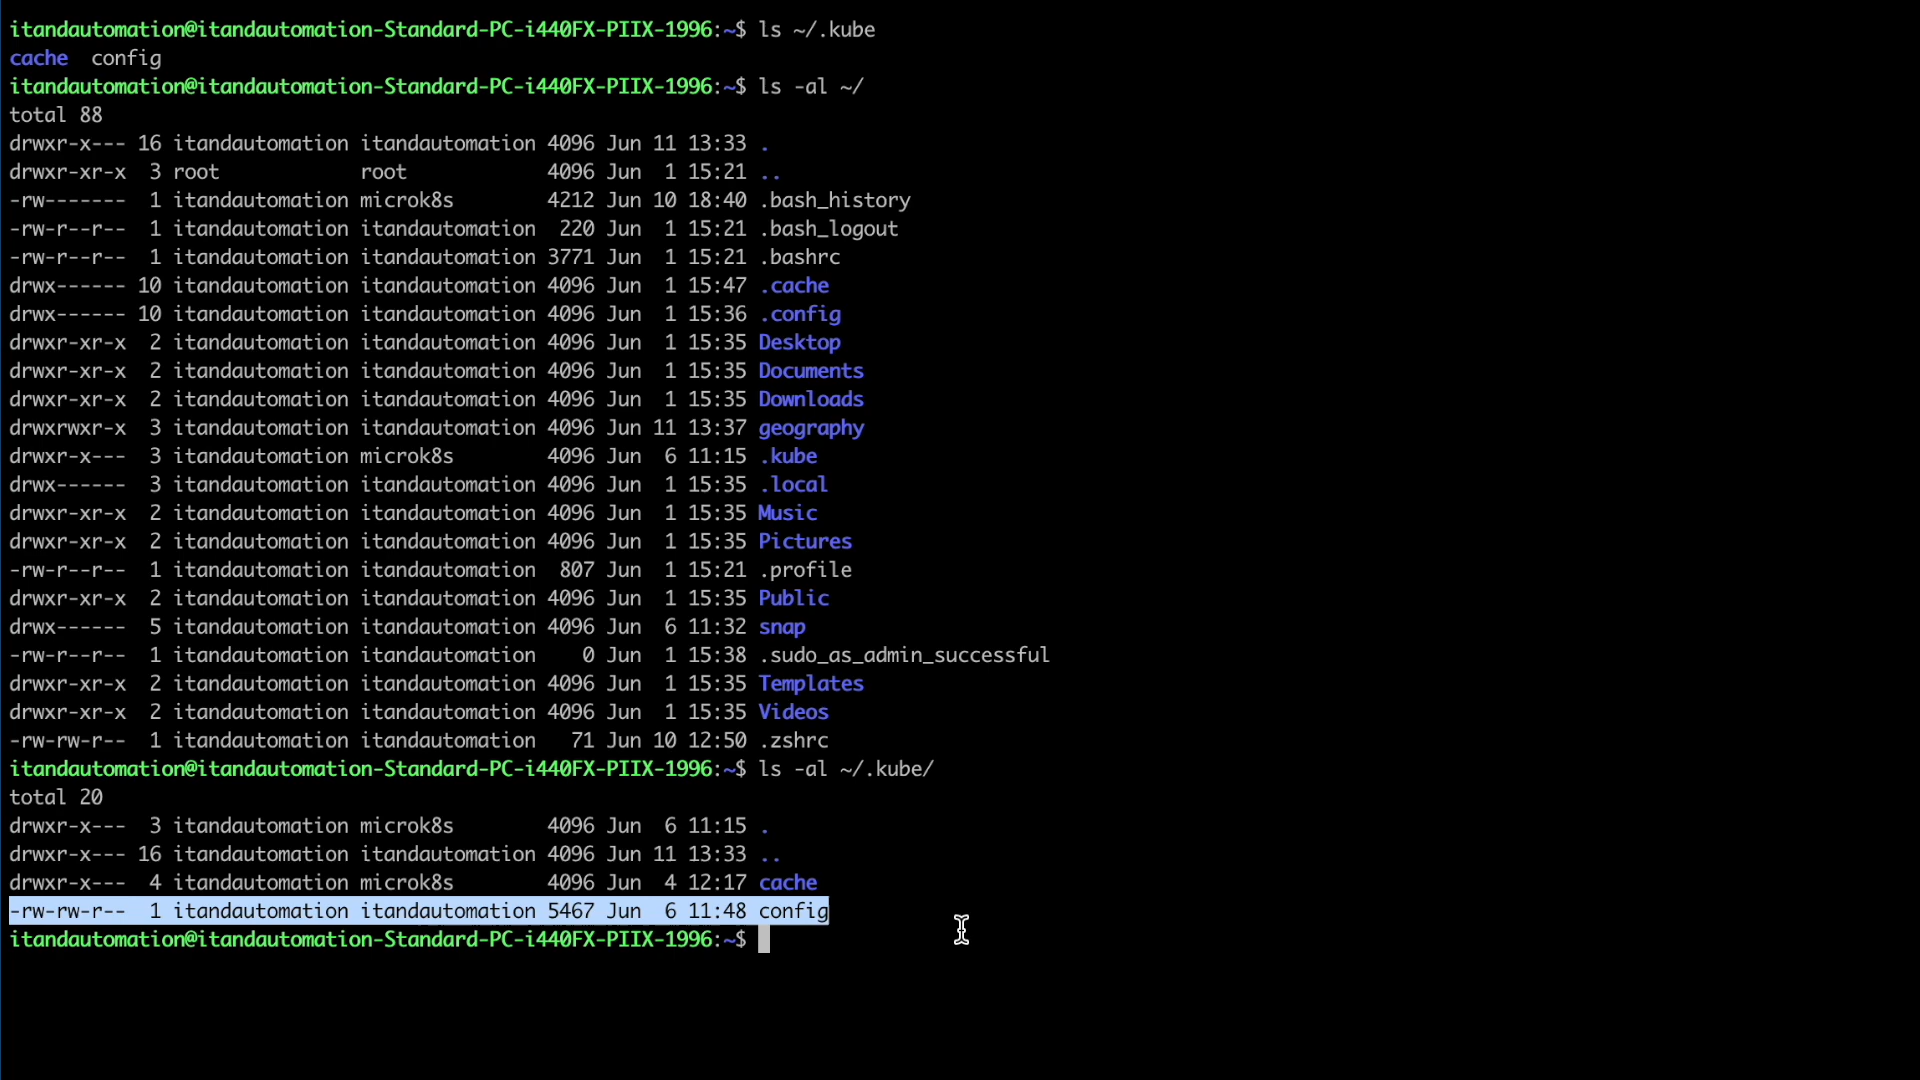 itandautomation@itandautomation-Standard-PC-i440FX-PIIX-1996:~$ ls ~/.kube
cache  config
itandautomation@itandautomation-Standard-PC-i440FX-PIIX-1996:~$ ls -al ~/
total 88
drwxr-x--- 16 itandautomation itandautomation 4096 Jun 11 13:33 .
drwxr-xr-x  3 root            root            4096 Jun  1 15:21 ..
-rw-------  1 itandautomation microk8s        4212 Jun 10 18:40 .bash_history
-rw-r--r--  1 itandautomation itandautomation  220 Jun  1 15:21 .bash_logout
-rw-r--r--  1 itandautomation itandautomation 3771 Jun  1 15:21 .bashrc
drwx------ 10 itandautomation itandautomation 4096 Jun  1 15:47 .cache
drwx------ 10 itandautomation itandautomation 4096 Jun  1 15:36 .config
drwxr-xr-x  2 itandautomation itandautomation 4096 Jun  1 15:35 Desktop
drwxr-xr-x  2 itandautomation itandautomation 4096 Jun  1 15:35 Documents
drwxr-xr-x  2 itandautomation itandautomation 4096 Jun  1 15:35 Downloads
drwxrwxr-x  3 itandautomation itandautomation 4096 Jun 11 13:37 geography
drwxr-x---  3 itandautomation microk8s        4096 Jun  6 11:15 .kube
drwx------  3 itandautomation itandautomation 4096 Jun  1 15:35 .local
drwxr-xr-x  2 itandautomation itandautomation 4096 Jun  1 15:35 Music
drwxr-xr-x  2 itandautomation itandautomation 4096 Jun  1 15:35 Pictures
-rw-r--r--  1 itandautomation itandautomation  807 Jun  1 15:21 .profile
drwxr-xr-x  2 itandautomation itandautomation 4096 Jun  1 15:35 Public
drwx------  5 itandautomation itandautomation 4096 Jun  6 11:32 snap
-rw-r--r--  1 itandautomation itandautomation    0 Jun  1 15:38 .sudo_as_admin_successful
drwxr-xr-x  2 itandautomation itandautomation 4096 Jun  1 15:35 Templates
drwxr-xr-x  2 itandautomation itandautomation 4096 Jun  1 15:35 Videos
-rw-rw-r--  1 itandautomation itandautomation   71 Jun 10 12:50 .zshrc
itandautomation@itandautomation-Standard-PC-i440FX-PIIX-1996:~$ ls -al ~/.kube/
total 20
drwxr-x---  3 itandautomation microk8s        4096 Jun  6 11:15 .
drwxr-x--- 16 itandautomation itandautomation 4096 Jun 11 13:33 ..
drwxr-x---  4 itandautomation microk8s        4096 Jun  4 12:17 cache
-rw-rw-r--  1 itandautomation itandautomation 5467 Jun  6 11:48 config
itandautomation@itandautomation-Standard-PC-i440FX-PIIX-1996:~$